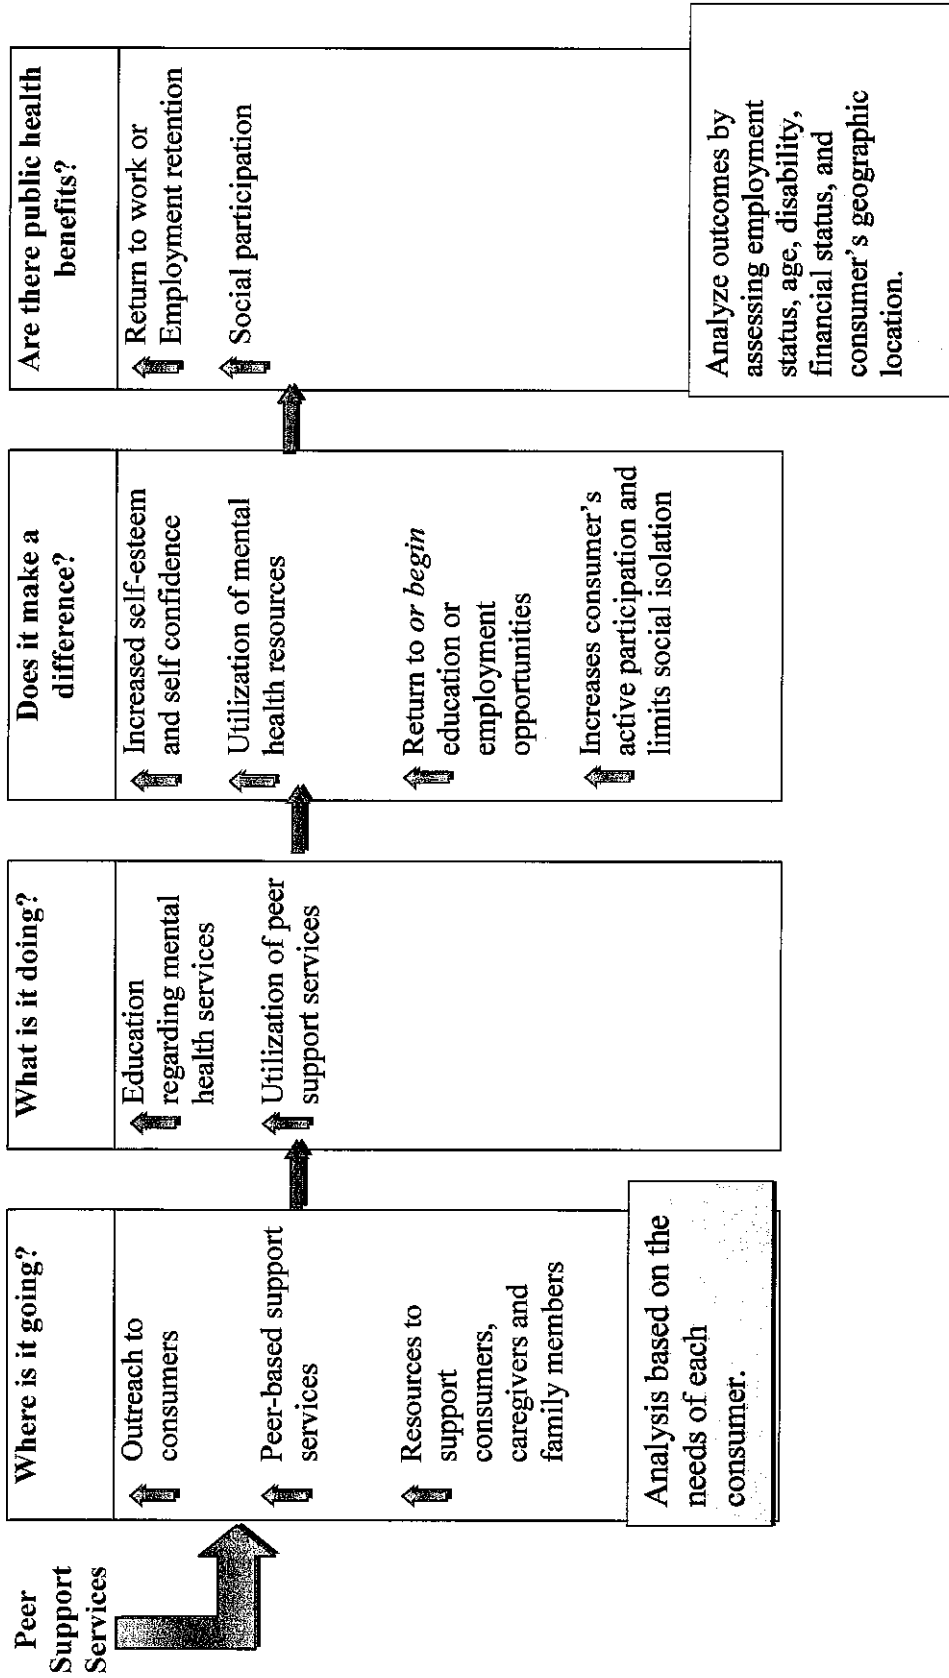 Peer
Support
Services
Where is it going?
Outreach to
consumers
Peer-based support
services
Resources to
support
consumers,
caregivers and
family members
Analysis based on the
needs of each
consumer.
What is it doing?
Education
regarding mental
health services
Utilization of peer
support services
Does it make a
difference?
Increased self-esteem
and self confidence
Utilization of mental
health resources
Return to or begin
education or
employment
opportunities
Increases consumer's
active participation and
limits social isolation
Are there public health
benefits?
Return to work or
Employment retention
Social participation
Analyze outcomes by
assessing employment
status, age, disability,
financial status, and
consumer's geographic
location.